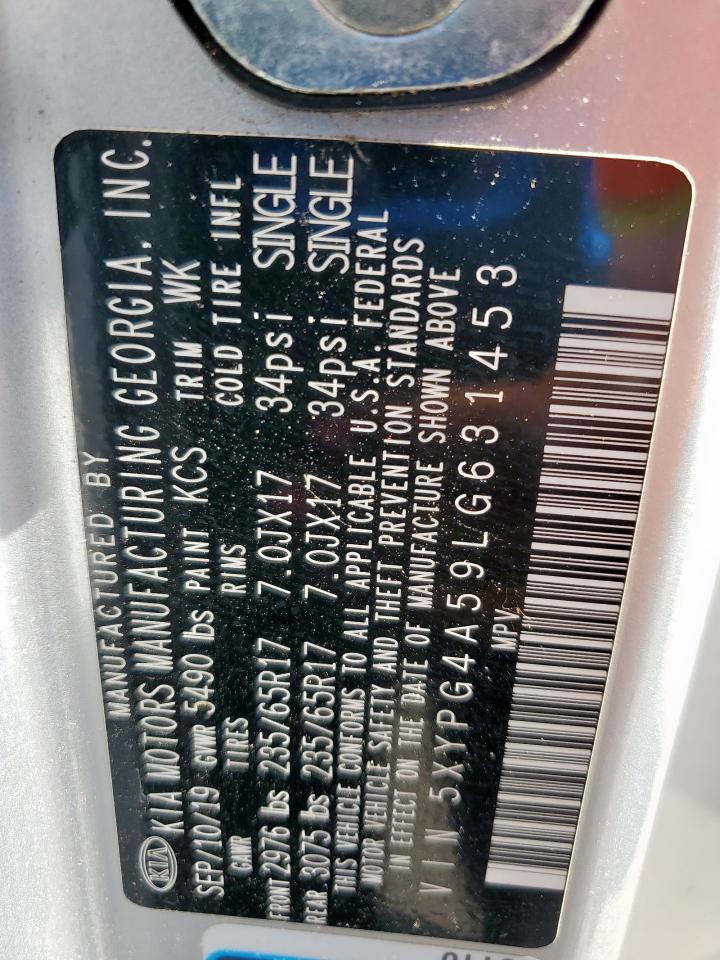 MANUFACTURED BY
KIA KIA MOTORS MANUFACTURING GEORGIA, INC.
SEP/10/19 GVWR 5490 lbs PAINT KCS TRIM WK
GAWR TIRES RIMS COLD TIRE INFL
FRONT 2976 lbs 235/65R17 7.0JX17 34psi SINGLE
REAR 3075 lbs 235/65R17 7.0JX17 34psi SINGLE
THIS VEHICLE CONFORMS TO ALL APPLICABLE U.S.A. FEDERAL
MOTOR VEHICLE SAFETY AND THEFT PREVENTION STANDARDS
IN EFFECT ON THE DATE OF MANUFACTURE SHOWN ABOVE
VIN 5XYPG4A59LG631453
MPV